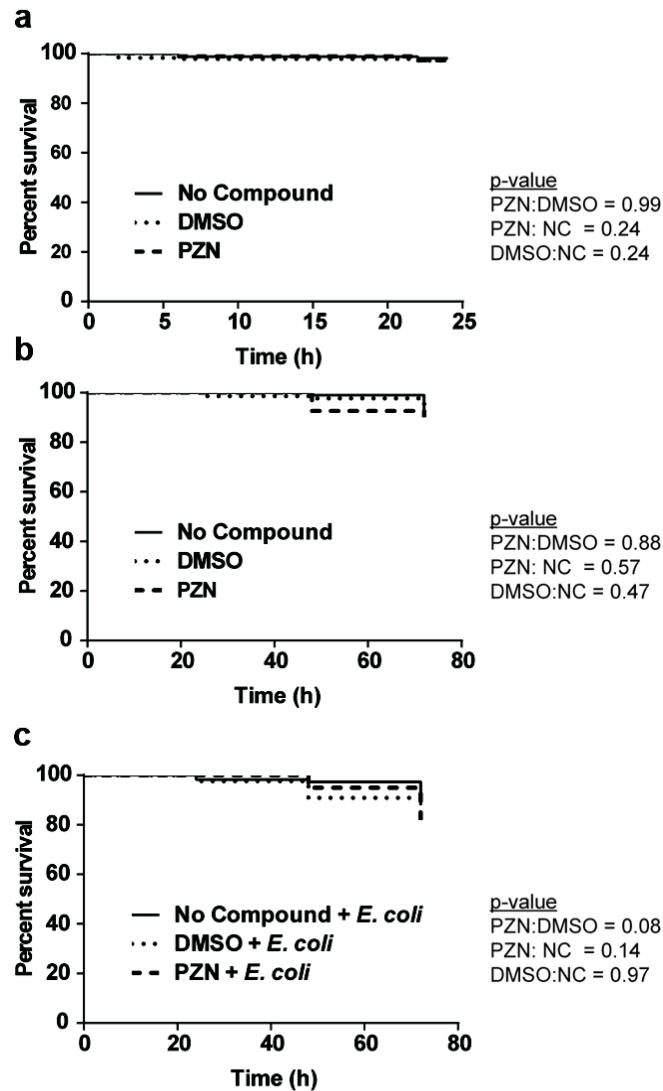 a
Percent survival
100
80
60
40
20
0
No Compound
DMSO
PZN
0 5 10 15 20 25
Time (h)
p-value
PZN:DMSO = 0.99
PZN: NC = 0.24
DMSO:NC = 0.24
b
Percent survival
100
80
60
40
20
0
No Compound
DMSO
PZN
0 20 40 60 80
Time (h)
p-value
PZN:DMSO = 0.88
PZN: NC = 0.57
DMSO:NC = 0.47
c
Percent survival
100
80
60
40
20
0
No Compound + E. coli
DMSO + E. coli
PZN + E. coli
0 20 40 60 80
Time (h)
p-value
PZN:DMSO = 0.08
PZN: NC = 0.14
DMSO:NC = 0.97